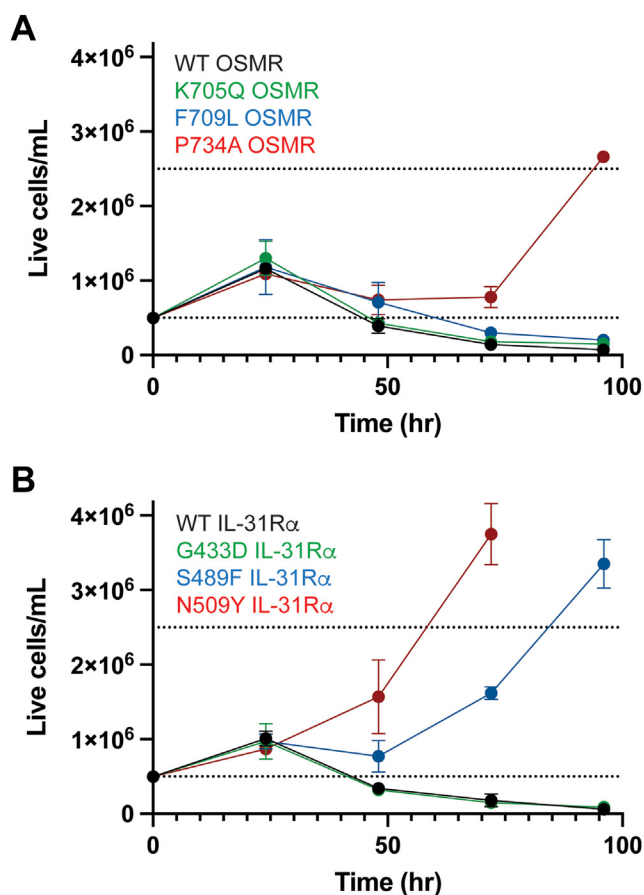 A
4×10⁶
WT OSMR
K705Q OSMR
F709L OSMR
P734A OSMR
3×10⁶
2×10⁶
1×10⁶
0
Live cells/mL
0
50
100
Time (hr)
B
4×10⁶
WT IL-31Rα
G433D IL-31Rα
S489F IL-31Rα
N509Y IL-31Rα
3×10⁶
2×10⁶
1×10⁶
0
Live cells/mL
0
50
100
Time (hr)